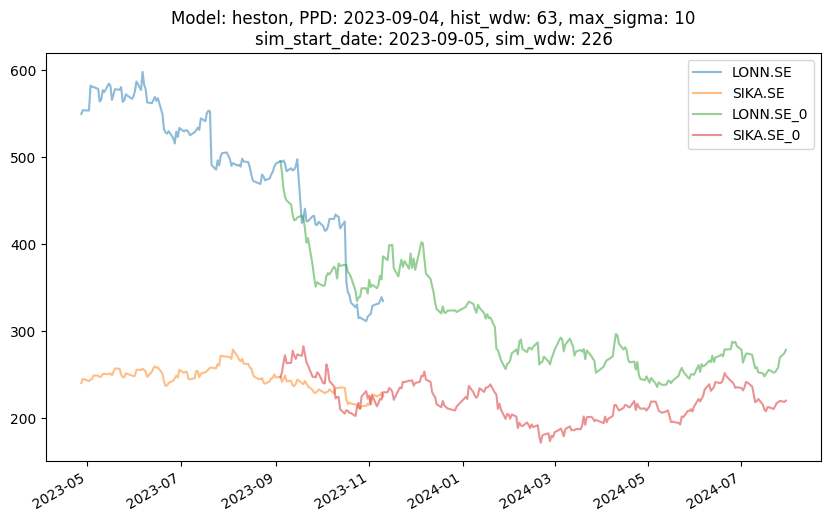 Model: heston, PPD: 2023-09-04, hist_wdw: 63, max_sigma: 10
sim_start_date: 2023-09-05, sim_wdw: 226
LONN.SE
SIKA.SE
LONN.SE_0
SIKA.SE_0
600
500
400
300
200
2023-05
2023-07
2023-09
2023-11
2024-01
2024-03
2024-05
2024-07